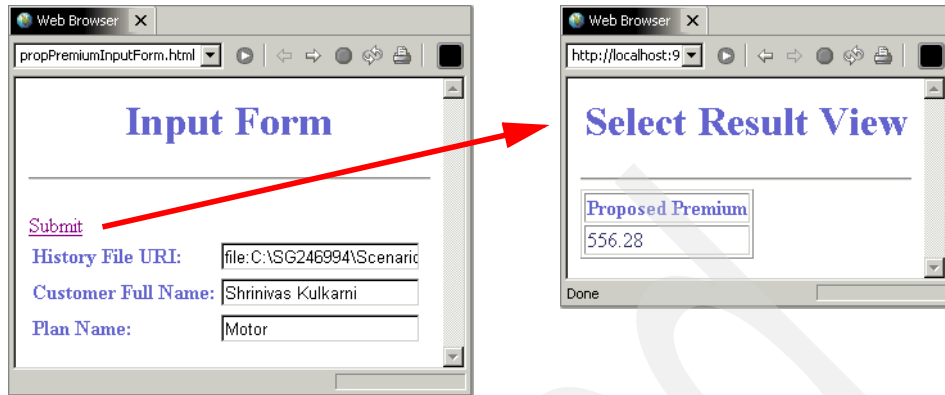 Web Browser X
propPremiumInputForm.html
Input Form
Submit
History File URI: file:C:\SG246994\Scenario
Customer Full Name: Shrinivas Kulkarni
Plan Name: Motor
Web Browser X
http://localhost:9
Select Result View
Proposed Premium
556.28
Done